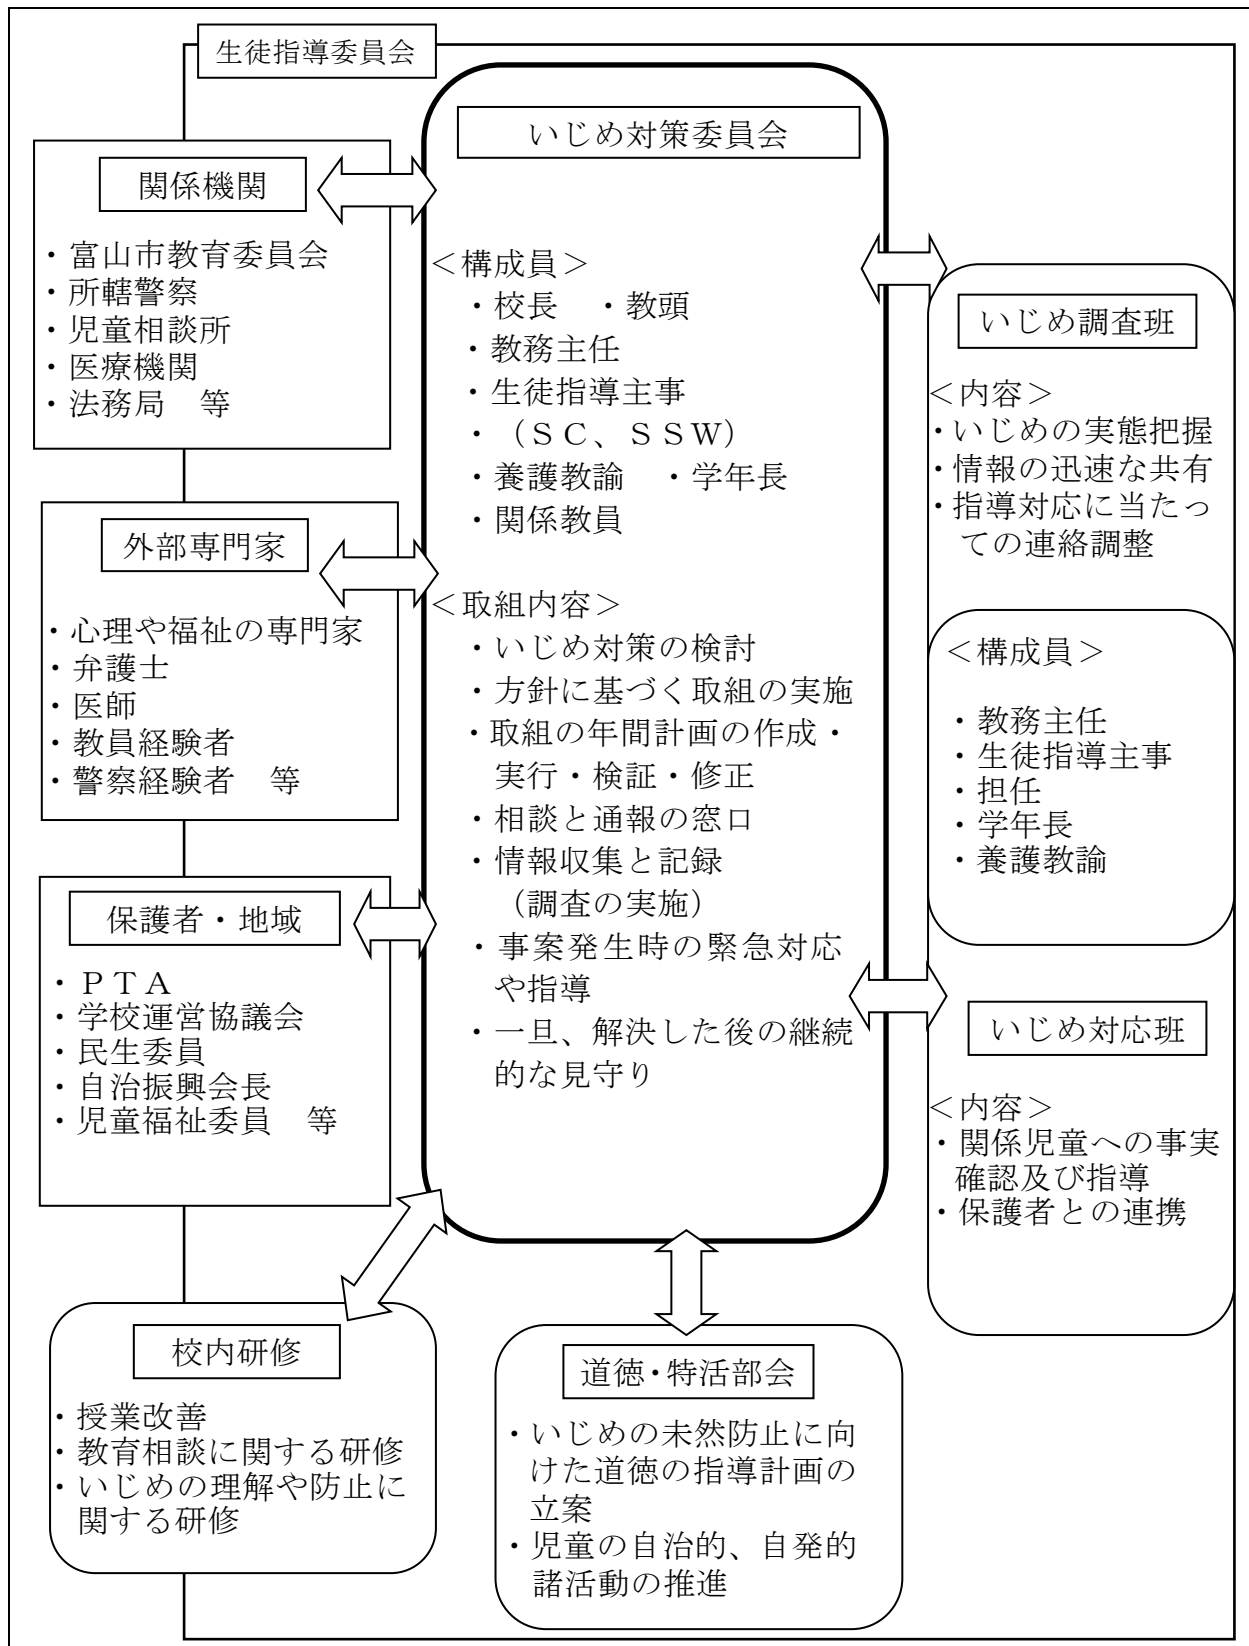 生徒指導委員会
いじめ対策委員会
＜構成員＞
・校長　・教頭
・教務主任
・生徒指導主事
・（ＳＣ、ＳＳＷ）
・養護教諭　・学年長
・関係教員
＜取組内容＞
・いじめ対策の検討
・方針に基づく取組の実施
・取組の年間計画の作成・
実行・検証・修正
・相談と通報の窓口
・情報収集と記録
（調査の実施）
・事案発生時の緊急対応
や指導
・一旦、解決した後の継続
的な見守り
関係機関
・富山市教育委員会
・所轄警察
・児童相談所
・医療機関
・法務局　等
外部専門家
・心理や福祉の専門家
・弁護士
・医師
・教員経験者
・警察経験者　等
保護者・地域
・ＰＴＡ
・学校運営協議会
・民生委員
・自治振興会長
・児童福祉委員　等
いじめ調査班
＜内容＞
・いじめの実態把握
・情報の迅速な共有
・指導対応に当たっ
ての連絡調整
＜構成員＞
・教務主任
・生徒指導主事
・担任
・学年長
・養護教諭
いじめ対応班
＜内容＞
・関係児童への事実
確認及び指導
・保護者との連携
校内研修
・授業改善
・教育相談に関する研修
・いじめの理解や防止に
関する研修
道徳・特活部会
・いじめの未然防止に向
けた道徳の指導計画の
立案
・児童の自治的、自発的
諸活動の推進